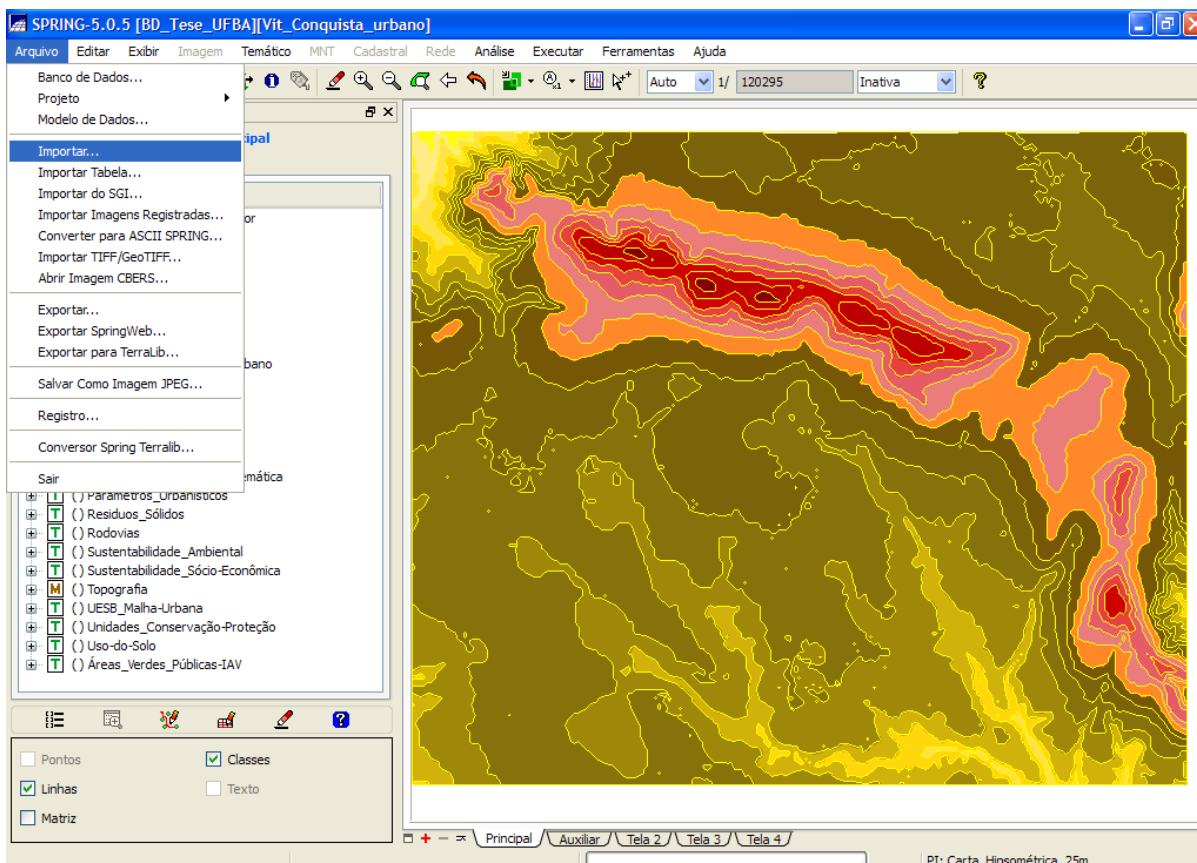 SPRING-5.0.5 [BD_Tese_UFBA][Vit_Conquista_urbano]
Arquivo Editar Exibir Imagem Temático MNT Cadastral Rede Análise Executar Ferramentas Ajuda
Auto 1/ 120295 Inativa
Banco de Dados...
Projeto
Modelo de Dados...
Importar...
Importar Tabela...
Importar do SGI...
Importar Imagens Registradas...
Converter para ASCII SPRING...
Importar TIFF/GeoTIFF...
Abrir Imagem CBERS...
Exportar...
Exportar SpringWeb...
Exportar para TerraLib...
Salvar Como Imagem JPEG...
Registro...
Conversor Spring Terralib...
Sair
ipal
or
bano
emática
T () Parâmetros_Urbanísticos
T () Residuos_Sólidos
T () Rodovias
T () Sustentabilidade_Ambiental
T () Sustentabilidade_Sócio-Econômica
M () Topografia
T () UESB_Malha-Urbana
T () Unidades_Conservação-Proteção
T () Uso-do-Solo
T () Áreas_Verdes_Públicas-IAV
Pontos Classes
Linhas Texto
Matriz
Principal Auxiliar Tela 2 Tela 3 Tela 4
PI: Carta_Hipsométrica_25m